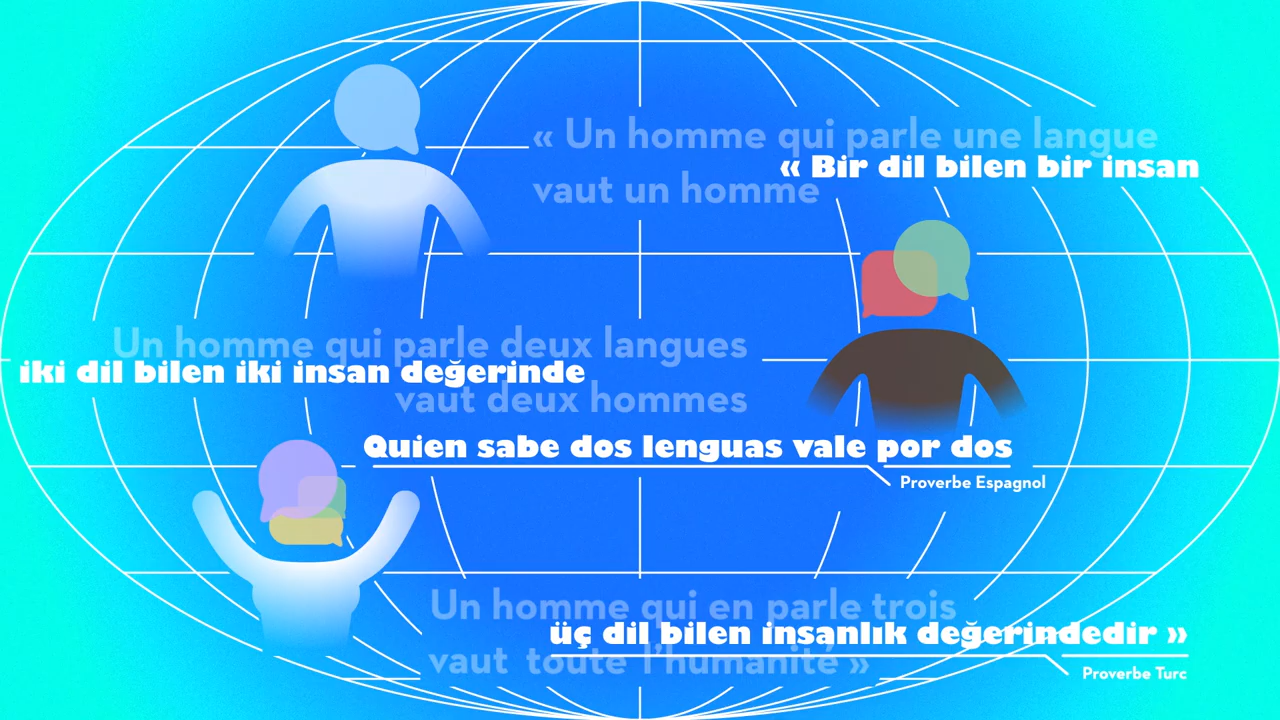 « Un homme qui parle une langue
« Bir dil bilen bir insan
vaut un homme
Un homme qui parle deux langues
iki dil bilen iki insan değerinde
vaut deux hommes
Quien sabe dos lenguas vale por dos
Proverbe Espagnol
Un homme qui en parle trois
üç dil bilen insanlık değerindedir »
vaut toute l'humanité »
Proverbe Turc